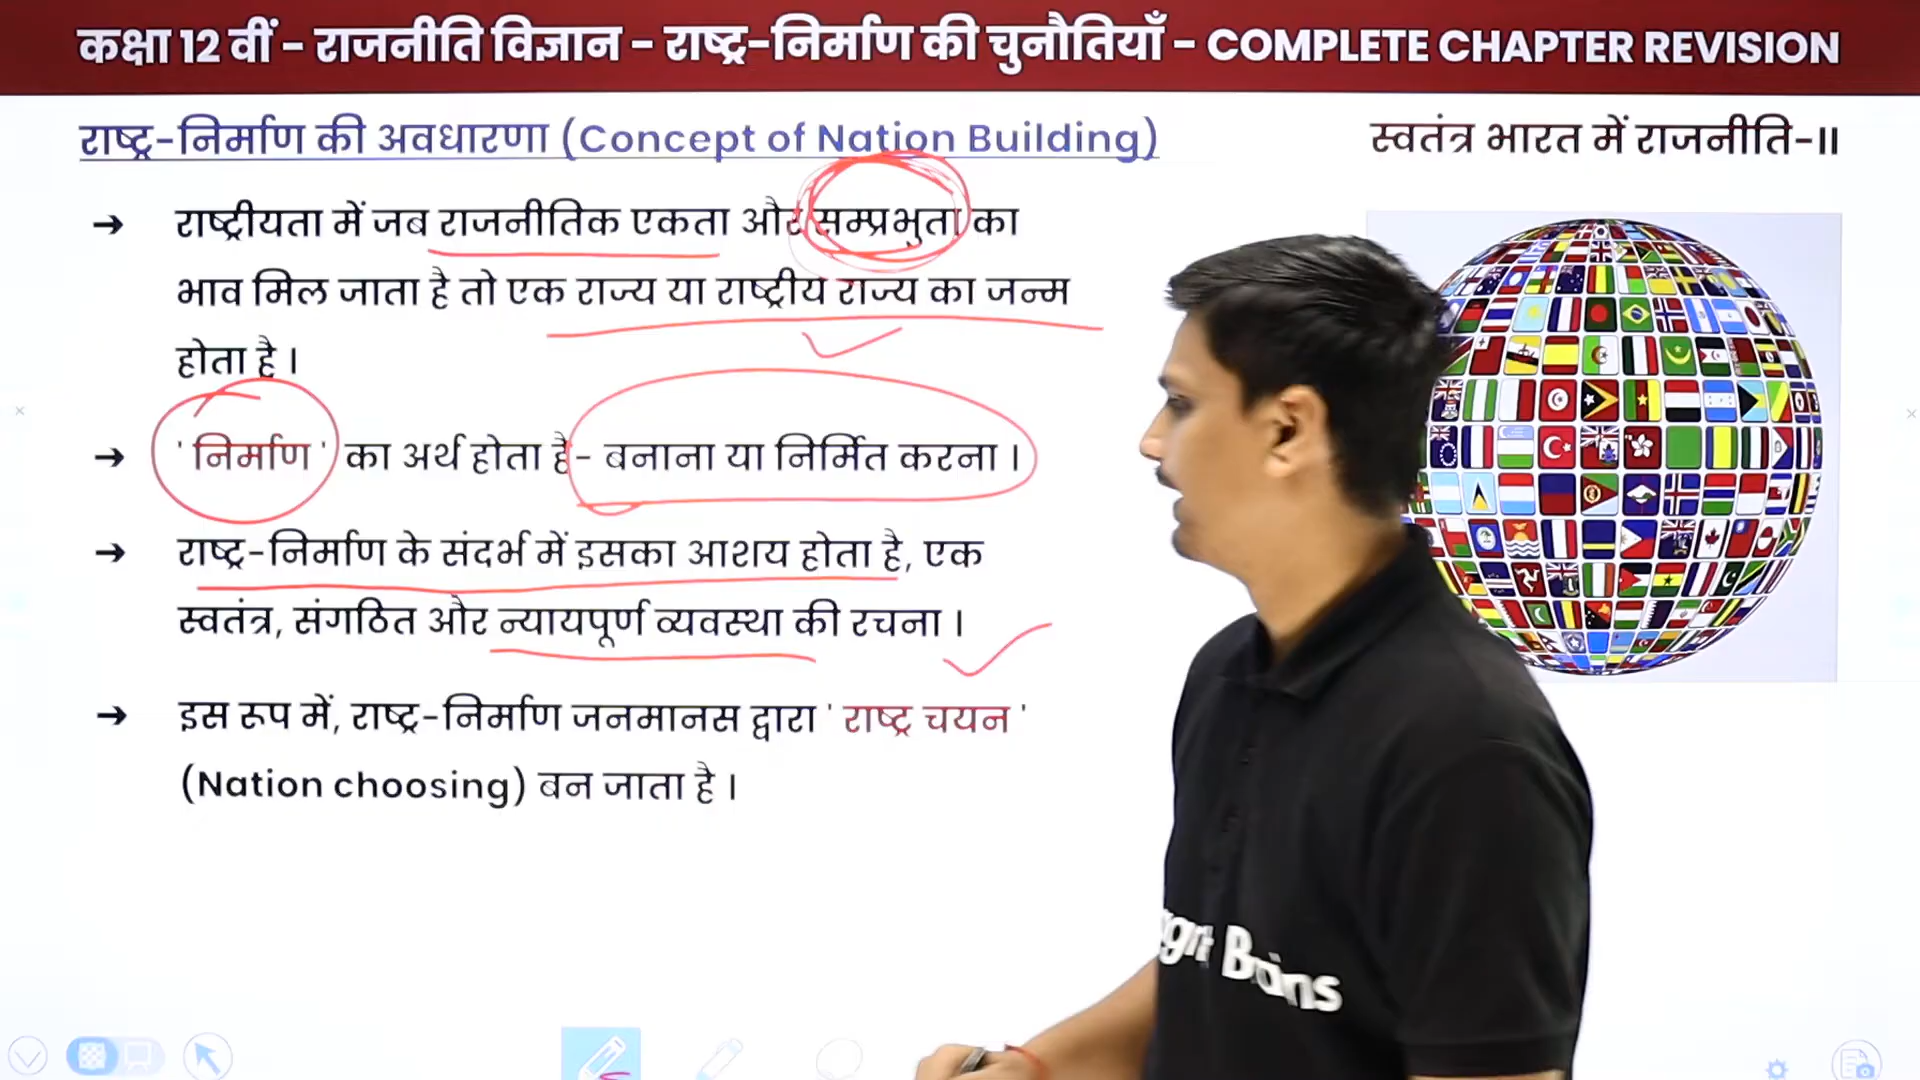 कक्षा 12 वीं - राजनीति विज्ञान - राष्ट्र-निर्माण की चुनौतियाँ - COMPLETE CHAPTER REVISION
राष्ट्र-निर्माण की अवधारणा (Concept of Nation Building)
स्वतंत्र भारत में राजनीति-II
→ राष्ट्रीयता में जब राजनीतिक एकता और सम्प्रभुता का
भाव मिल जाता है तो एक राज्य या राष्ट्रीय राज्य का जन्म
होता है ।
→ ' निर्माण ' का अर्थ होता है - बनाना या निर्मित करना ।
→ राष्ट्र-निर्माण के संदर्भ में इसका आशय होता है, एक
स्वतंत्र, संगठित और न्यायपूर्ण व्यवस्था की रचना ।
→ इस रूप में, राष्ट्र-निर्माण जनमानस द्वारा ' राष्ट्र चयन '
(Nation choosing) बन जाता है ।